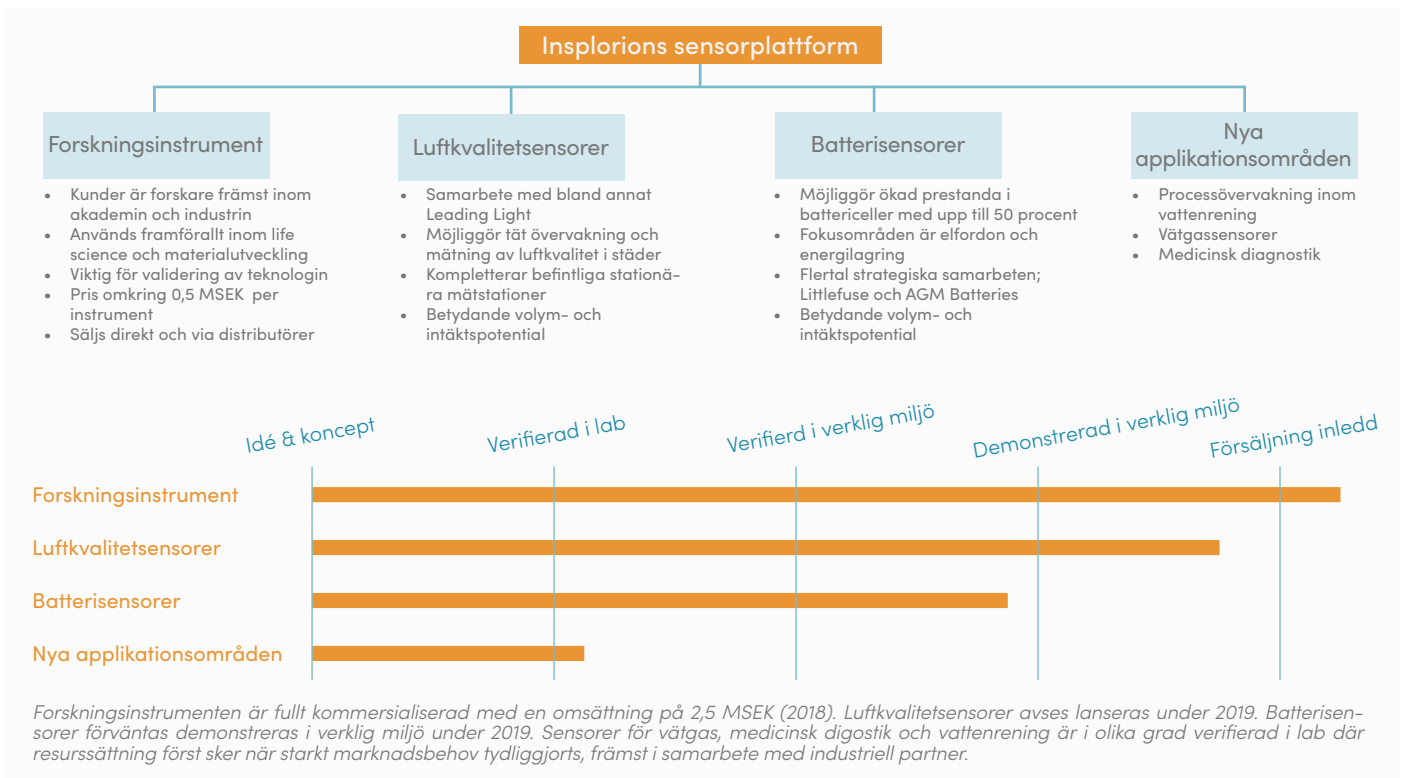 Insplorions sensorplattform
Forskningsinstrument
• Kunder är forskare främst inom
akademin och industrin
• Används framförallt inom life
science och materialutveckling
• Viktig för validering av teknologin
• Pris omkring 0,5 MSEK per
instrument
• Säljs direkt och via distributörer
Luftkvalitetsensorer
• Samarbete med bland annat
Leading Light
• Möjliggör tät övervakning och
mätning av luftkvalitet i städer
• Kompletterar befintliga stationä-
ra mätstationer
• Betydande volym- och
intäktspotential
Batterisensorer
• Möjliggör ökad prestanda i
battericeller med upp till 50 procent
• Fokusområden är elfordon och
energilagring
• Flertal strategiska samarbeten;
Littlefuse och AGM Batteries
• Betydande volym- och
intäktspotential
Nya
applikationsområden
• Processövervakning inom
vattenrening
• Vätgassensorer
• Medicinsk diagnostik
Idé & koncept
Verifierad i lab
Verifierd i verklig miljö
Demonstrerad i verklig miljö
Försäljning inledd
Forskningsinstrument
Luftkvalitetsensorer
Batterisensorer
Nya applikationsområden
Forskningsinstrumenten är fullt kommersialiserad med en omsättning på 2,5 MSEK (2018). Luftkvalitetsensorer avses lanseras under 2019. Batterisen-
sorer förväntas demonstreras i verklig miljö under 2019. Sensorer för vätgas, medicinsk digostik och vattenrening är i olika grad verifierad i lab där
resurssättning först sker när starkt marknadsbehov tydliggjorts, främst i samarbete med industriell partner.